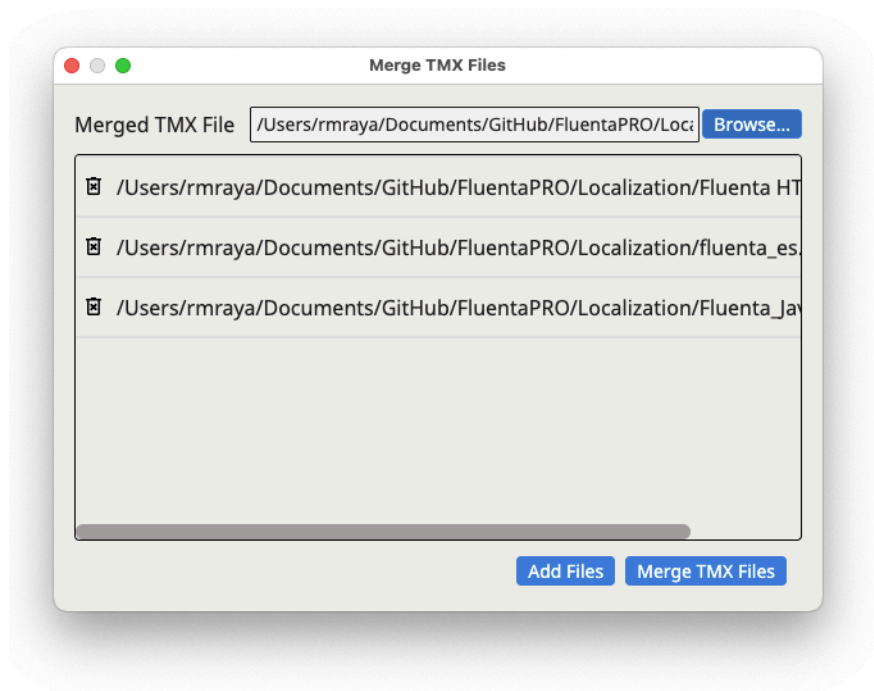 Merge TMX Files
Merged TMX File /Users/rmraya/Documents/GitHub/FluentaPRO/Loca Browse...
/Users/rmraya/Documents/GitHub/FluentaPRO/Localization/Fluenta HT
/Users/rmraya/Documents/GitHub/FluentaPRO/Localization/fluenta_es.
/Users/rmraya/Documents/GitHub/FluentaPRO/Localization/Fluenta_Jav
Add Files Merge TMX Files